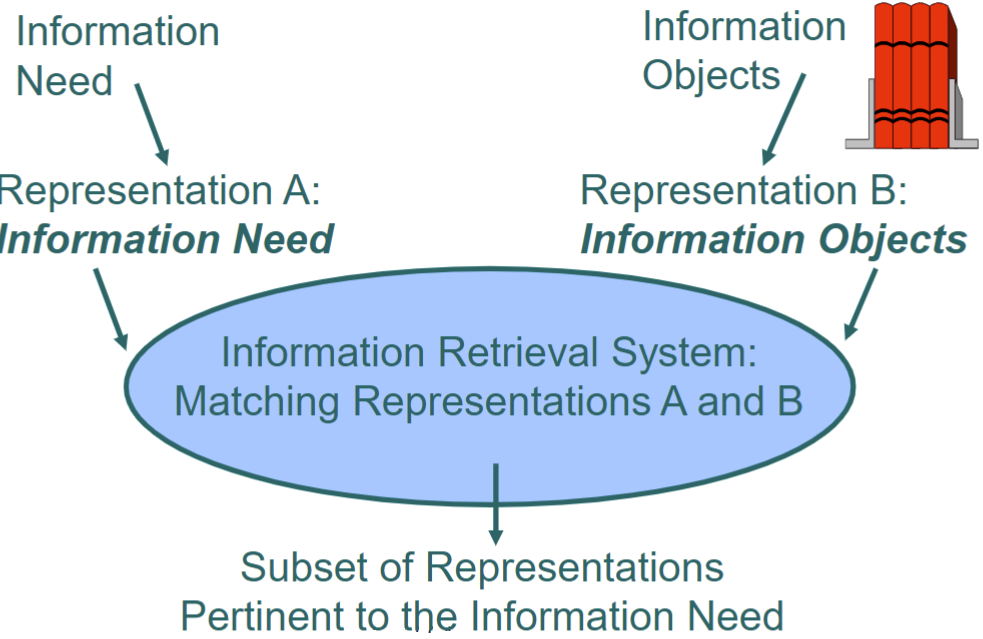 Information
Need
Information
Objects
Representation A:
Information Need
Representation B:
Information Objects
Information Retrieval System:
Matching Representations A and B
Subset of Representations
Pertinent to the Information Need